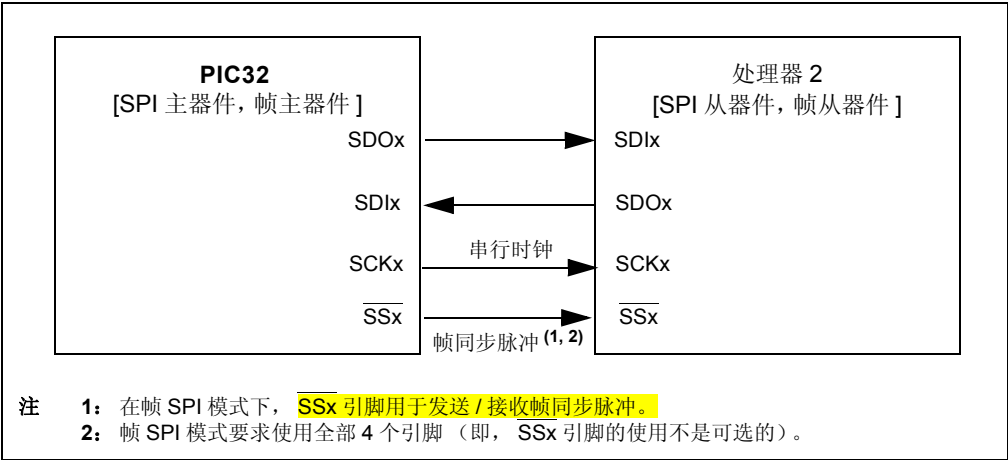 PIC32
[SPI 主器件，帧主器件 ]
处理器 2
[SPI 从器件，帧从器件 ]
SDOx
SDIx
SDIx
SDOx
串行时钟
SCKx
SCKx
SSx
SSx
帧同步脉冲 (1, 2)
注 1： 在帧 SPI 模式下， SSx 引脚用于发送 / 接收帧同步脉冲。
2： 帧 SPI 模式要求使用全部 4 个引脚 （即， SSx 引脚的使用不是可选的）。